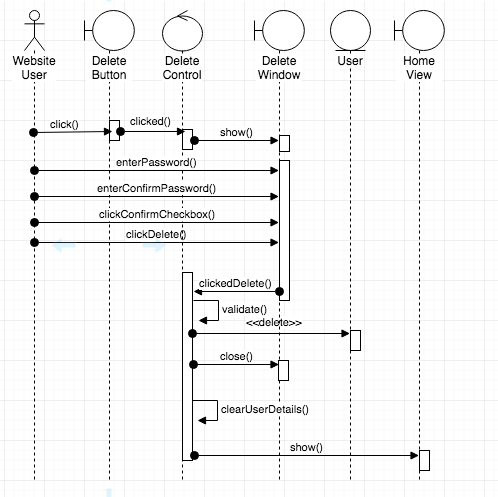 Website User
Delete Button
Delete Control
Delete Window
User
Home View
click()
clicked()
show()
enterPassword()
enterConfirmPassword()
clickConfirmCheckbox()
clickDelete()
clickedDelete()
validate()
<<delete>>
close()
clearUserDetails()
show()